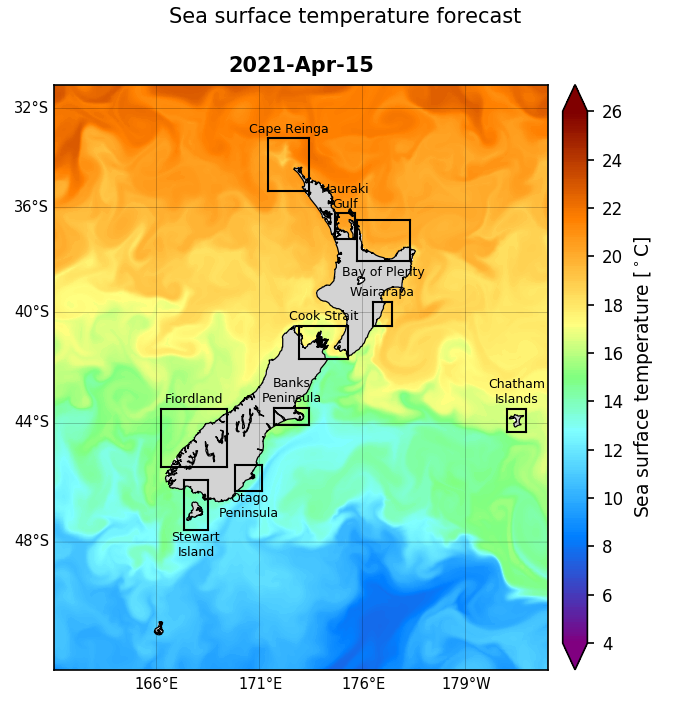 Sea surface temperature forecast
2021-Apr-15
32°S
36°S
40°S
44°S
48°S
166°E
171°E
176°E
179°W
Cape Reinga
Hauraki
Gulf
Bay of Plenty
Wairarapa
Cook Strait
Banks
Peninsula
Fiordland
Chatham
Islands
Otago
Peninsula
Stewart
Island
26
24
22
20
18
16
14
12
10
8
6
4
Sea surface temperature [°C]